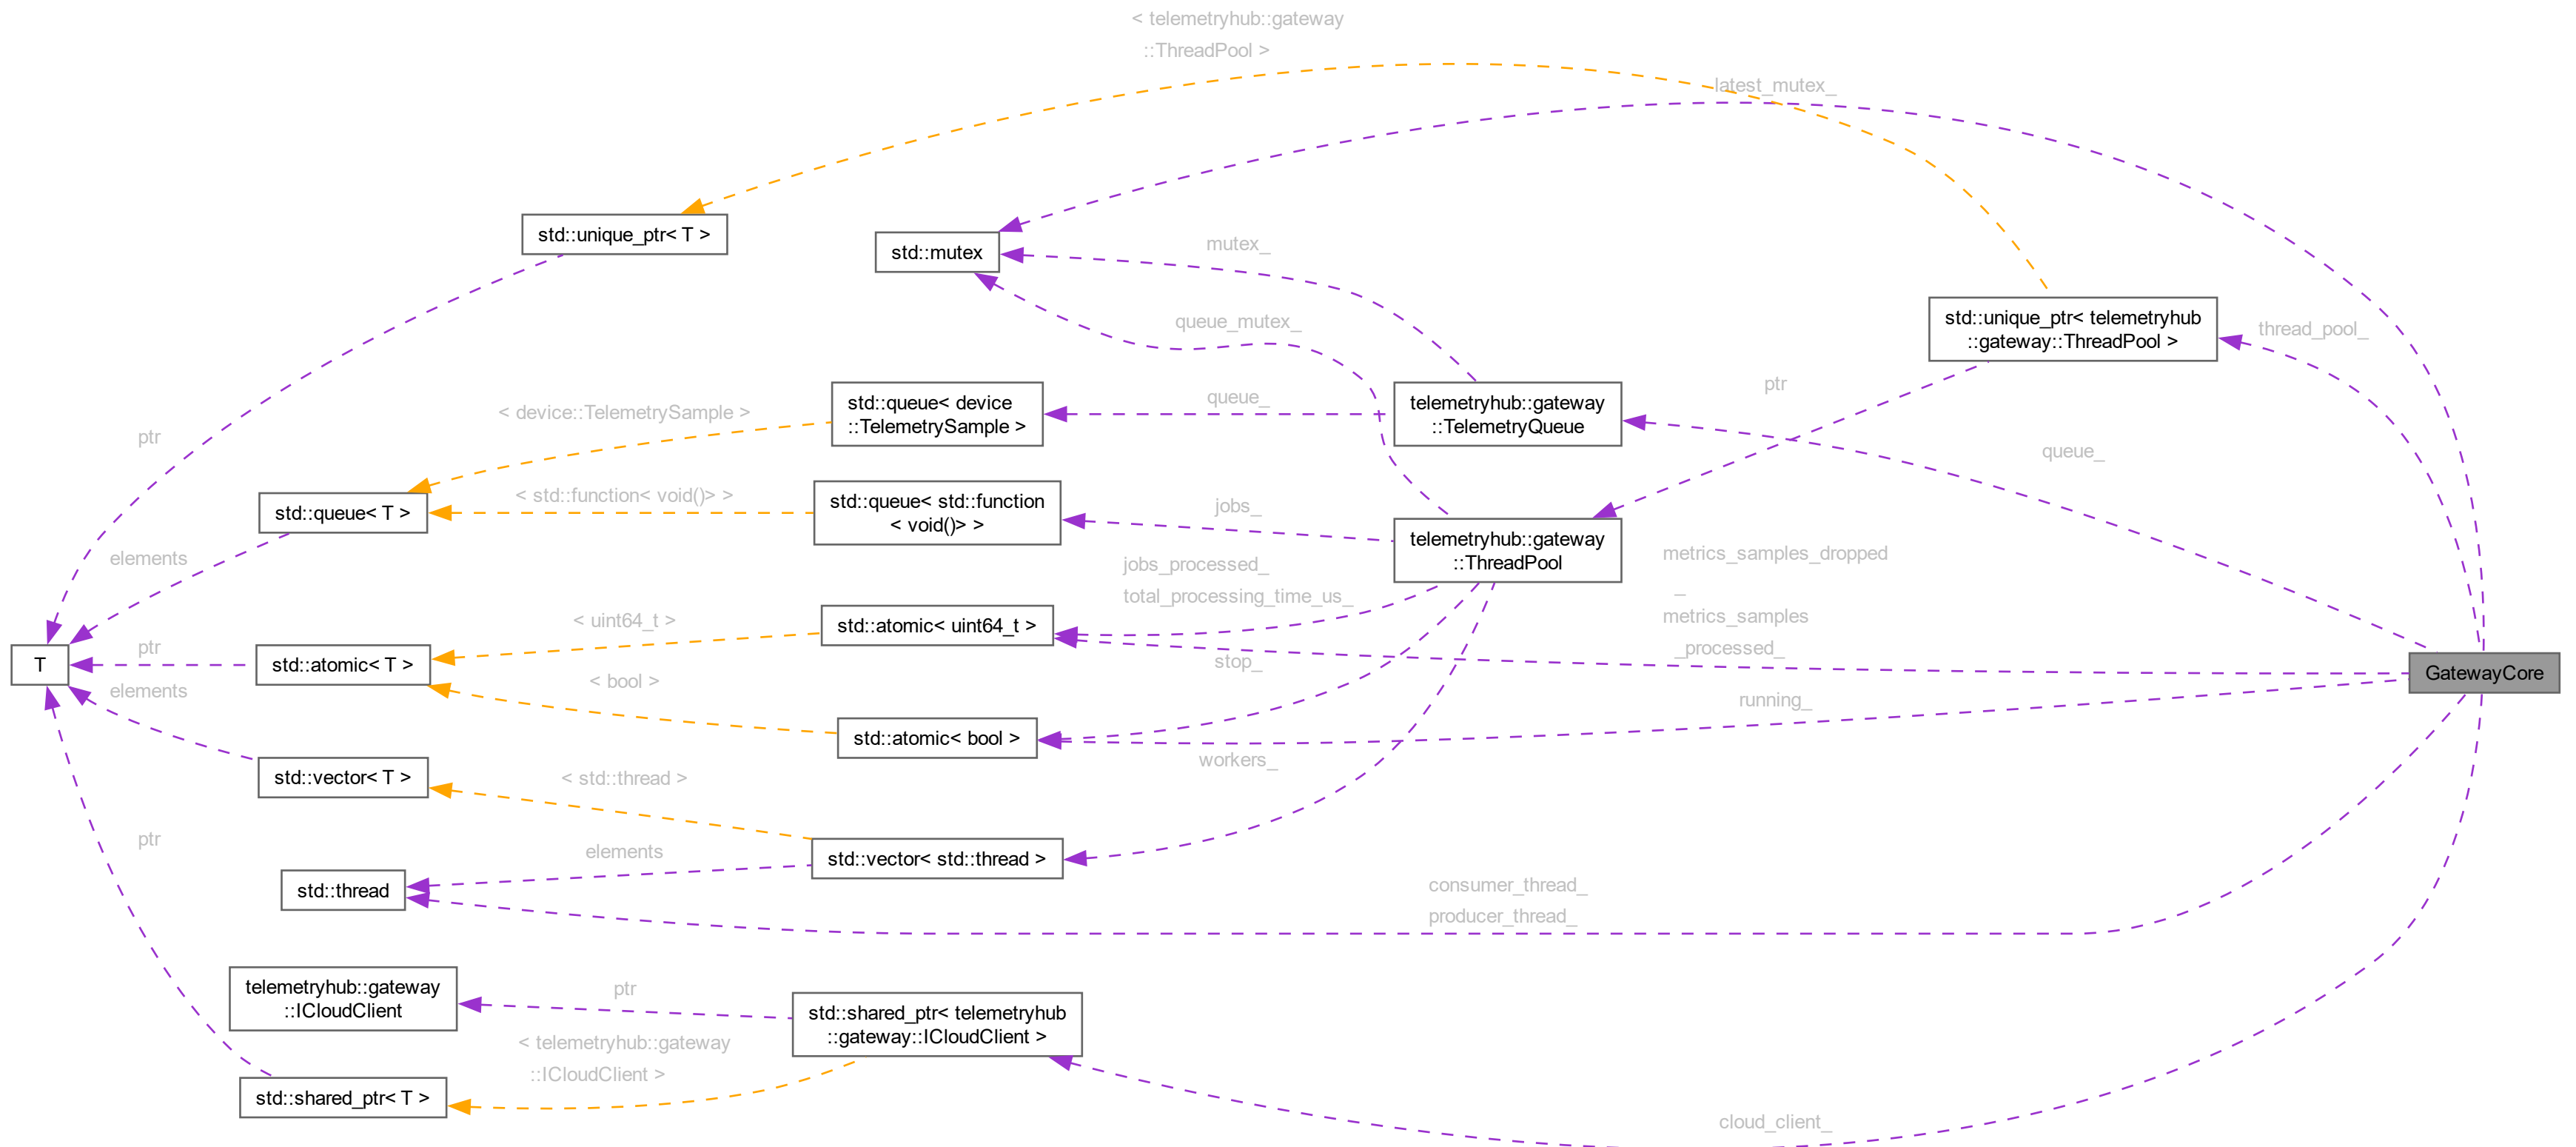 < telemetryhub::gateway
::ThreadPool >
latest_mutex_
std::unique_ptr< T >
std::mutex
mutex_
queue_mutex_
std::unique_ptr< telemetryhub
::gateway::ThreadPool >
thread_pool_
ptr
ptr
std::queue< device
::TelemetrySample >
< device::TelemetrySample >
queue_
telemetryhub::gateway
::TelemetryQueue
queue_
std::queue< T >
< std::function< void()> >
std::queue< std::function
< void()> >
jobs_
telemetryhub::gateway
::ThreadPool
elements
jobs_processed_
total_processing_time_us_
metrics_samples_dropped
_
metrics_samples
_processed_
T
ptr
std::atomic< T >
< uint64_t >
std::atomic< uint64_t >
GatewayCore
elements
< bool >
stop_
running_
std::atomic< bool >
std::vector< T >
< std::thread >
workers_
ptr
elements
std::vector< std::thread >
std::thread
consumer_thread_
producer_thread_
telemetryhub::gateway
::ICloudClient
ptr
std::shared_ptr< telemetryhub
::gateway::ICloudClient >
< telemetryhub::gateway
::ICloudClient >
std::shared_ptr< T >
cloud_client_